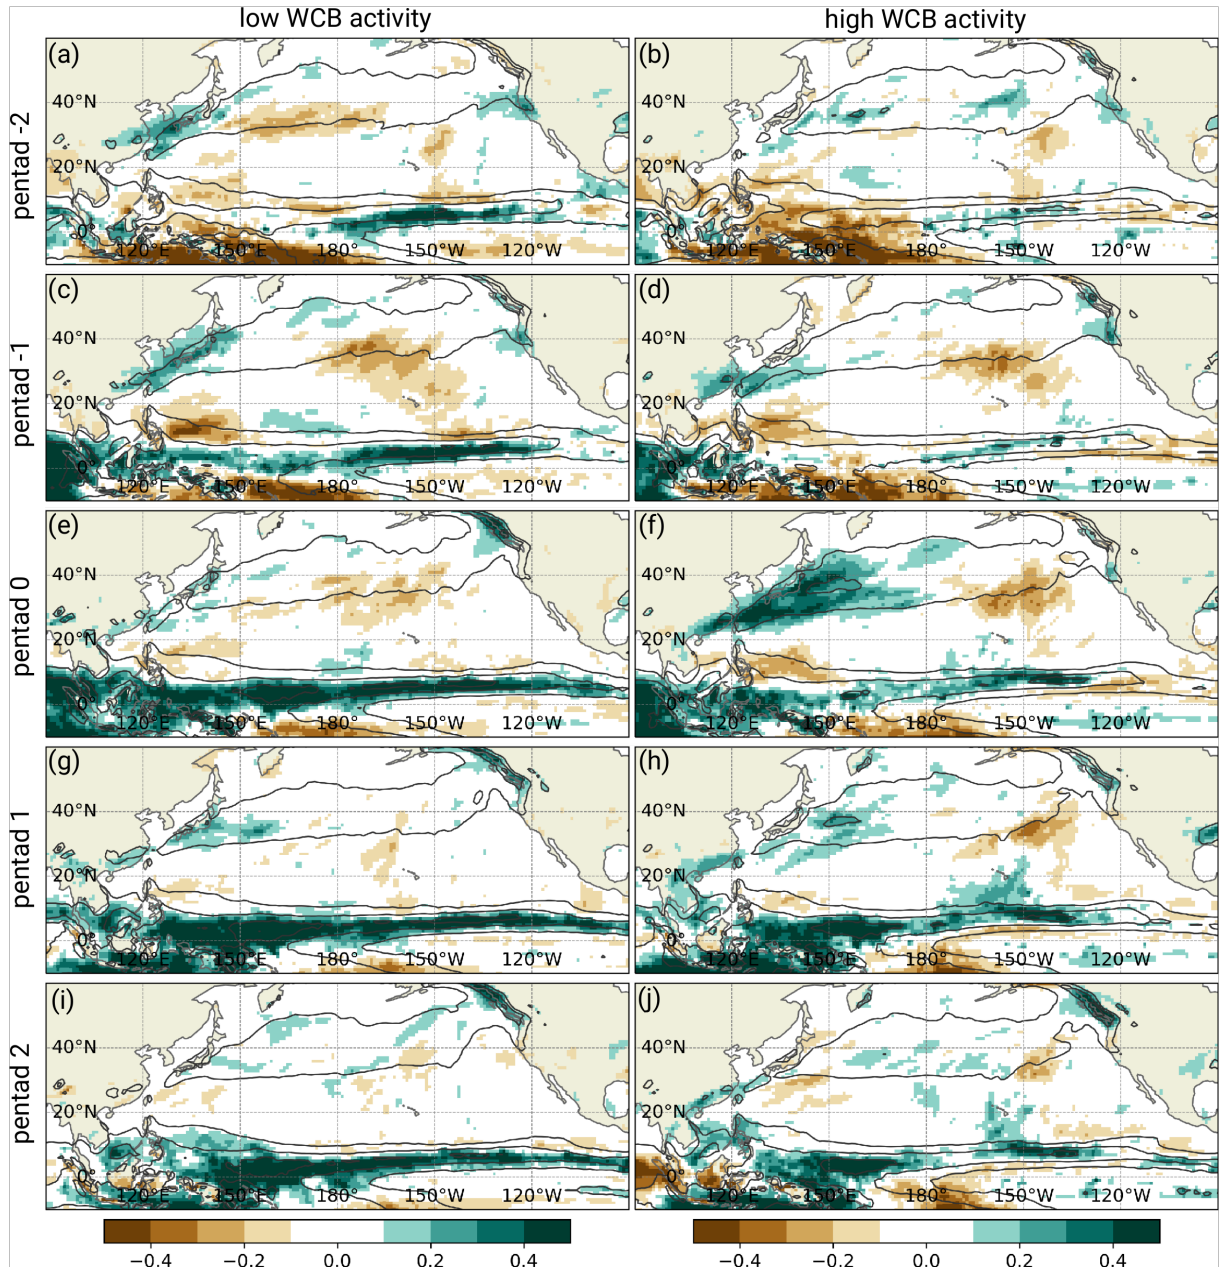 low WCB activity high WCB activity
pentad -2
(a) (b)
40°N
20°N
0°
120°E 150°E 180° 150°W 120°W 120°E 150°E 180° 150°W 120°W
pentad -1
(c) (d)
40°N 40°N
20°N 20°N
0° 0°
120°E 150°E 180° 150°W 120°W 120°E 150°E 180° 150°W 120°W
pentad 0
(e) (f)
40°N 40°N
20°N 20°N
0° 0°
120°E 150°E 180° 150°W 120°W 120°E 150°E 180° 150°W 120°W
pentad 1
(g) (h)
40°N 40°N
20°N 20°N
0° 0°
120°E 150°E 180° 150°W 120°W 120°E 150°E 180° 150°W 120°W
pentad 2
(i) (j)
40°N 40°N
20°N 20°N
0° 0°
120°E 150°E 180° 150°W 120°W 120°E 150°E 180° 150°W 120°W
−0.4 −0.2 0.0 0.2 0.4 −0.4 −0.2 0.0 0.2 0.4